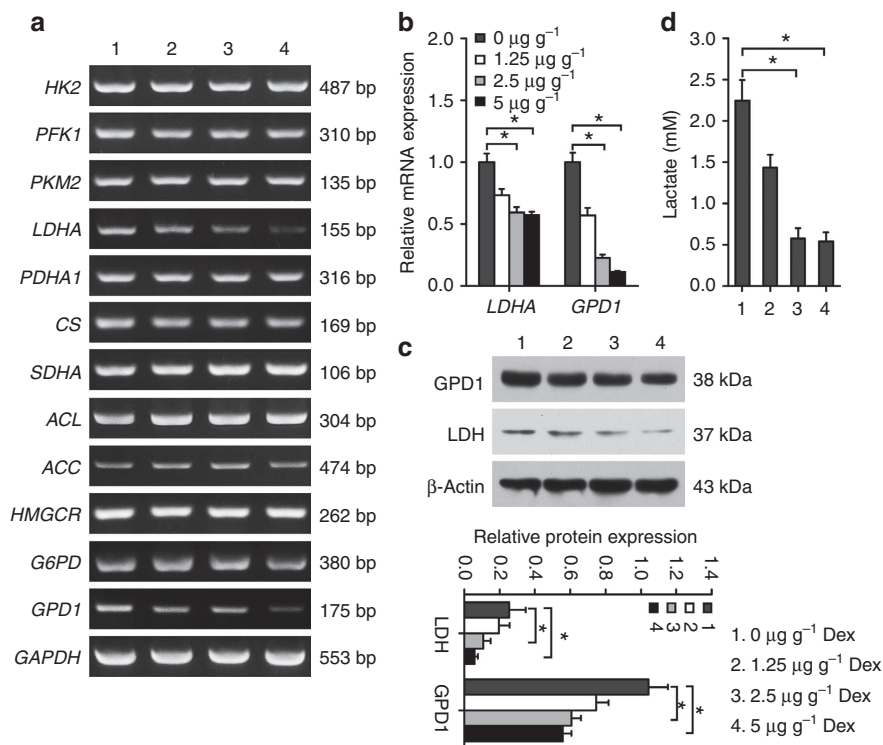 a
1 2 3 4
HK2 487 bp
PFK1 310 bp
PKM2 135 bp
LDHA 155 bp
PDHA1 316 bp
CS 169 bp
SDHA 106 bp
ACL 304 bp
ACC 474 bp
HMGCR 262 bp
G6PD 380 bp
GPD1 175 bp
GAPDH 553 bp
b
Relative mRNA expression
2.0
1.5
1.0
0.5
0.0
0 µg g⁻¹
1.25 µg g⁻¹
2.5 µg g⁻¹
5 µg g⁻¹
* *
* *
LDHA GPD1
d
Lactate (mM)
3.0
2.5
2.0
1.5
1.0
0.5
0.0
*
*
1 2 3 4
c
1 2 3 4
GPD1 38 kDa
LDH 37 kDa
β-Actin 43 kDa
Relative protein expression
0.0 0.2 0.4 0.6 0.8 1.0 1.2 1.4
4 3 2 1
LDH
* *
GPD1
* *
1. 0 µg g⁻¹ Dex
2. 1.25 µg g⁻¹ Dex
3. 2.5 µg g⁻¹ Dex
4. 5 µg g⁻¹ Dex